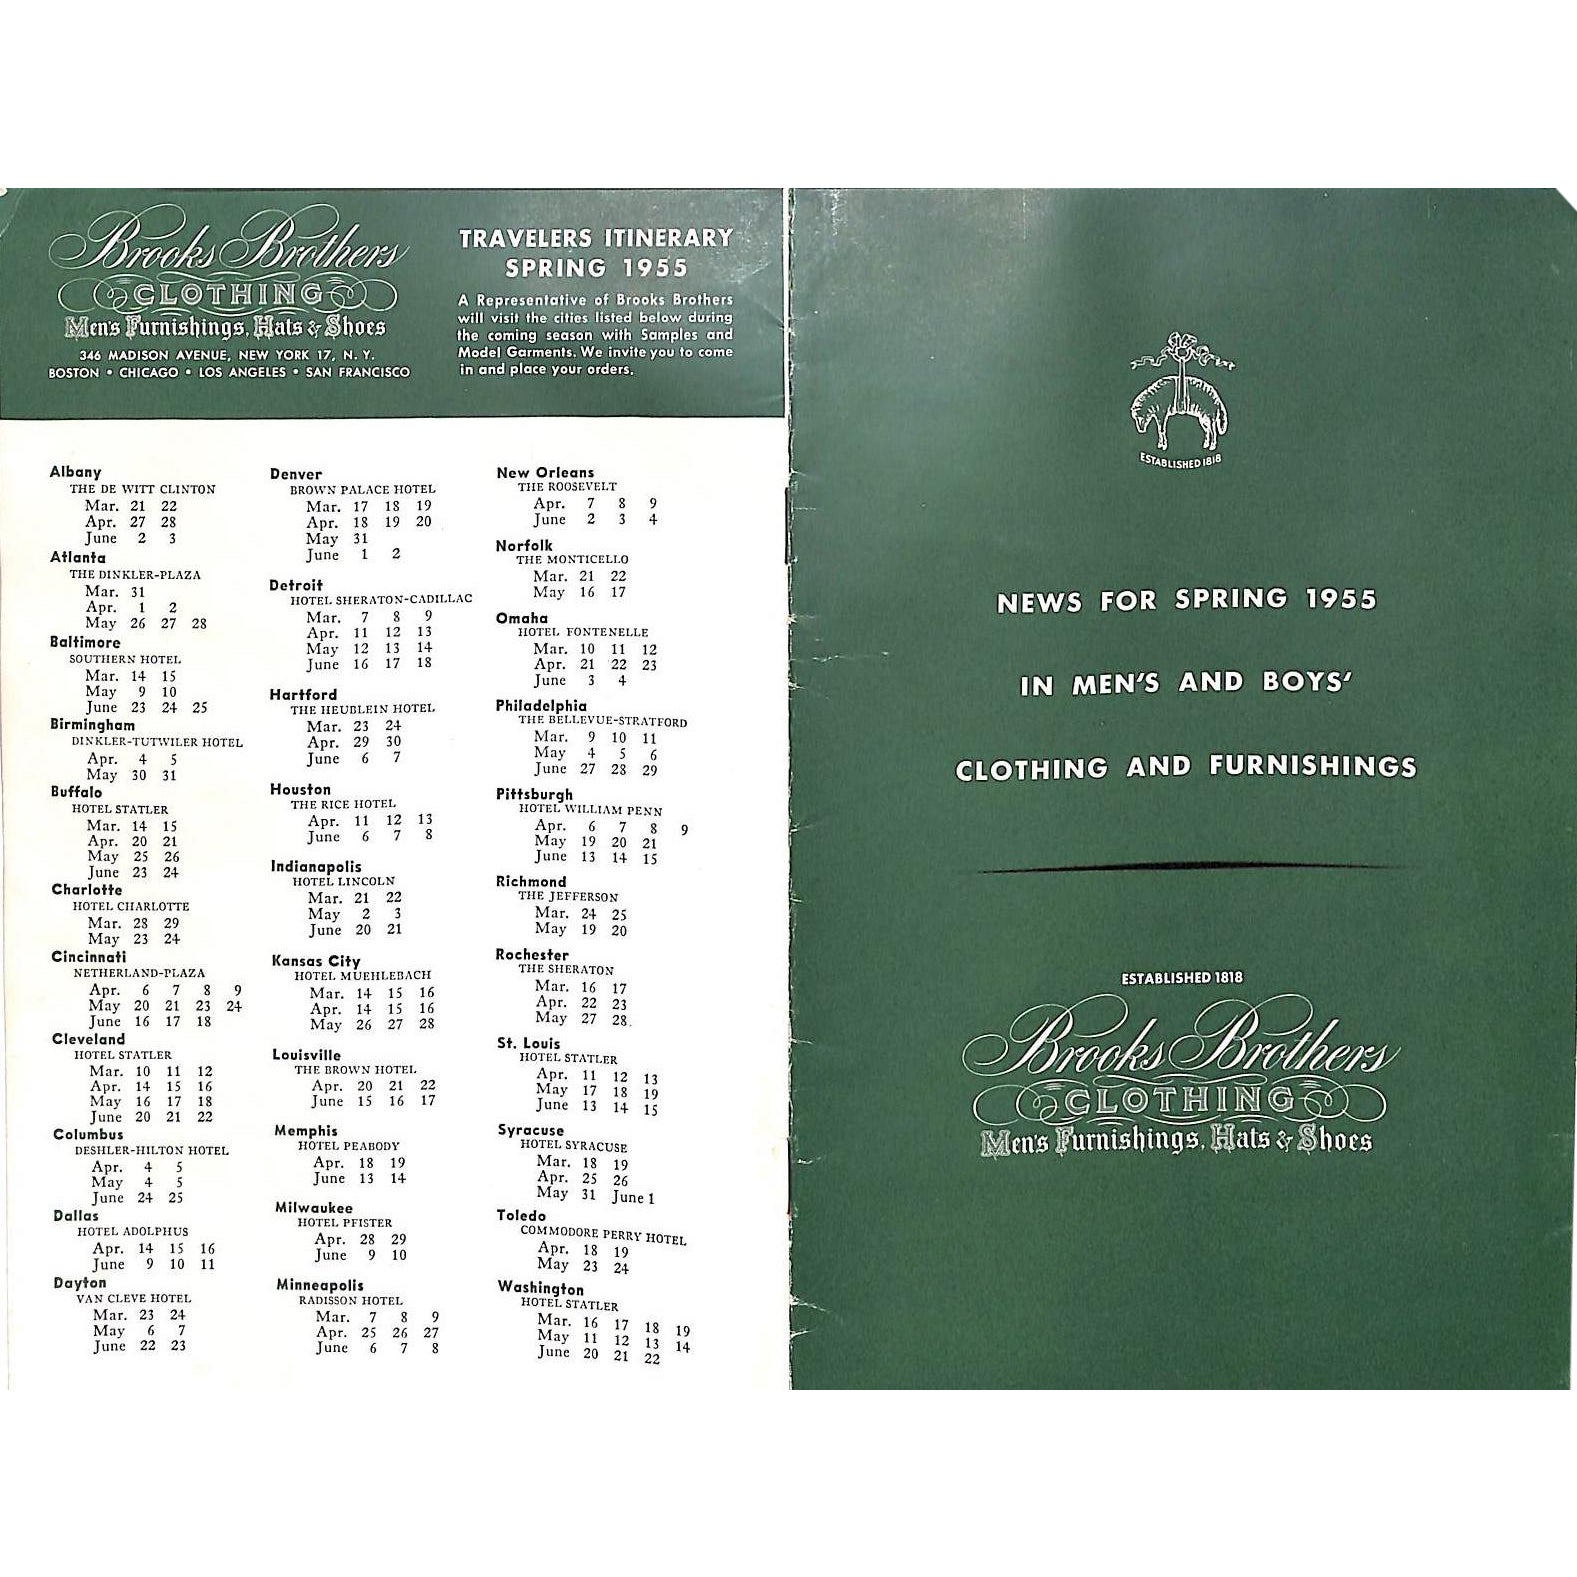 Brooks Brothers
CLOTHING
Men's Furnishings, Hats & Shoes
346 MADISON AVENUE, NEW YORK 17, N. Y.
BOSTON • CHICAGO • LOS ANGELES • SAN FRANCISCO
TRAVELERS ITINERARY
SPRING 1955
A Representative of Brooks Brothers
will visit the cities listed below during
the coming season with Samples and
Model Garments. We invite you to come
in and place your orders.
Albany
THE DE WITT CLINTON
Mar. 21 22
Apr. 27 28
June 2 3
Atlanta
THE DINKLER-PLAZA
Mar. 31
Apr. 1 2
May 26 27 28
Baltimore
SOUTHERN HOTEL
Mar. 14 15
May 9 10
June 23 24 25
Birmingham
DINKLER-TUTWILER HOTEL
Apr. 4 5
May 30 31
Buffalo
HOTEL STATLER
Mar. 14 15
Apr. 20 21
May 25 26
June 23 24
Charlotte
HOTEL CHARLOTTE
Mar. 28 29
May 23 24
Cincinnati
NETHERLAND-PLAZA
Apr. 6 7 8 9
May 20 21 23 24
June 16 17 18
Cleveland
HOTEL STATLER
Mar. 10 11 12
Apr. 14 15 16
May 16 17 18
June 20 21 22
Columbus
DESHLER-HILTON HOTEL
Apr. 4 5
May 4 5
June 24 25
Dallas
HOTEL ADOLPHUS
Apr. 14 15 16
June 9 10 11
Dayton
VAN CLEVE HOTEL
Mar. 23 24
May 6 7
June 22 23
Denver
BROWN PALACE HOTEL
Mar. 17 18 19
Apr. 18 19 20
May 31
June 1 2
Detroit
HOTEL SHERATON-CADILLAC
Mar. 7 8 9
Apr. 11 12 13
May 12 13 14
June 16 17 18
Hartford
THE HEUBLEIN HOTEL
Mar. 23 24
Apr. 29 30
June 6 7
Houston
THE RICE HOTEL
Apr. 11 12 13
June 6 7 8
Indianapolis
HOTEL LINCOLN
Mar. 21 22
May 2 3
June 20 21
Kansas City
HOTEL MUEHLEBACH
Mar. 14 15 16
Apr. 14 15 16
May 26 27 28
Louisville
THE BROWN HOTEL
Apr. 20 21 22
June 15 16 17
Memphis
HOTEL PEABODY
Apr. 18 19
June 13 14
Milwaukee
HOTEL PFISTER
Apr. 28 29
June 9 10
Minneapolis
RADISSON HOTEL
Mar. 7 8 9
Apr. 25 26 27
June 6 7 8
New Orleans
THE ROOSEVELT
Apr. 7 8 9
June 2 3 4
Norfolk
THE MONTICELLO
Mar. 21 22
May 16 17
Omaha
HOTEL FONTENELLE
Mar. 10 11 12
Apr. 21 22 23
June 3 4
Philadelphia
THE BELLEVUE-STRATFORD
Mar. 9 10 11
May 4 5 6
June 27 28 29
Pittsburgh
HOTEL WILLIAM PENN
Apr. 6 7 8 9
May 19 20 21
June 13 14 15
Richmond
THE JEFFERSON
Mar. 24 25
May 19 20
Rochester
THE SHERATON
Mar. 16 17
Apr. 22 23
May 27 28
St. Louis
HOTEL STATLER
Apr. 11 12 13
May 17 18 19
June 13 14 15
Syracuse
HOTEL SYRACUSE
Mar. 18 19
Apr. 25 26
May 31 June 1
Toledo
COMMODORE PERRY HOTEL
Apr. 18 19
May 23 24
Washington
HOTEL STATLER
Mar. 16 17 18 19
May 11 12 13 14
June 20 21 22
ESTABLISHED 1818
NEWS FOR SPRING 1955
IN MEN'S AND BOYS'
CLOTHING AND FURNISHINGS
ESTABLISHED 1818
Brooks Brothers
CLOTHING
Men's Furnishings, Hats & Shoes